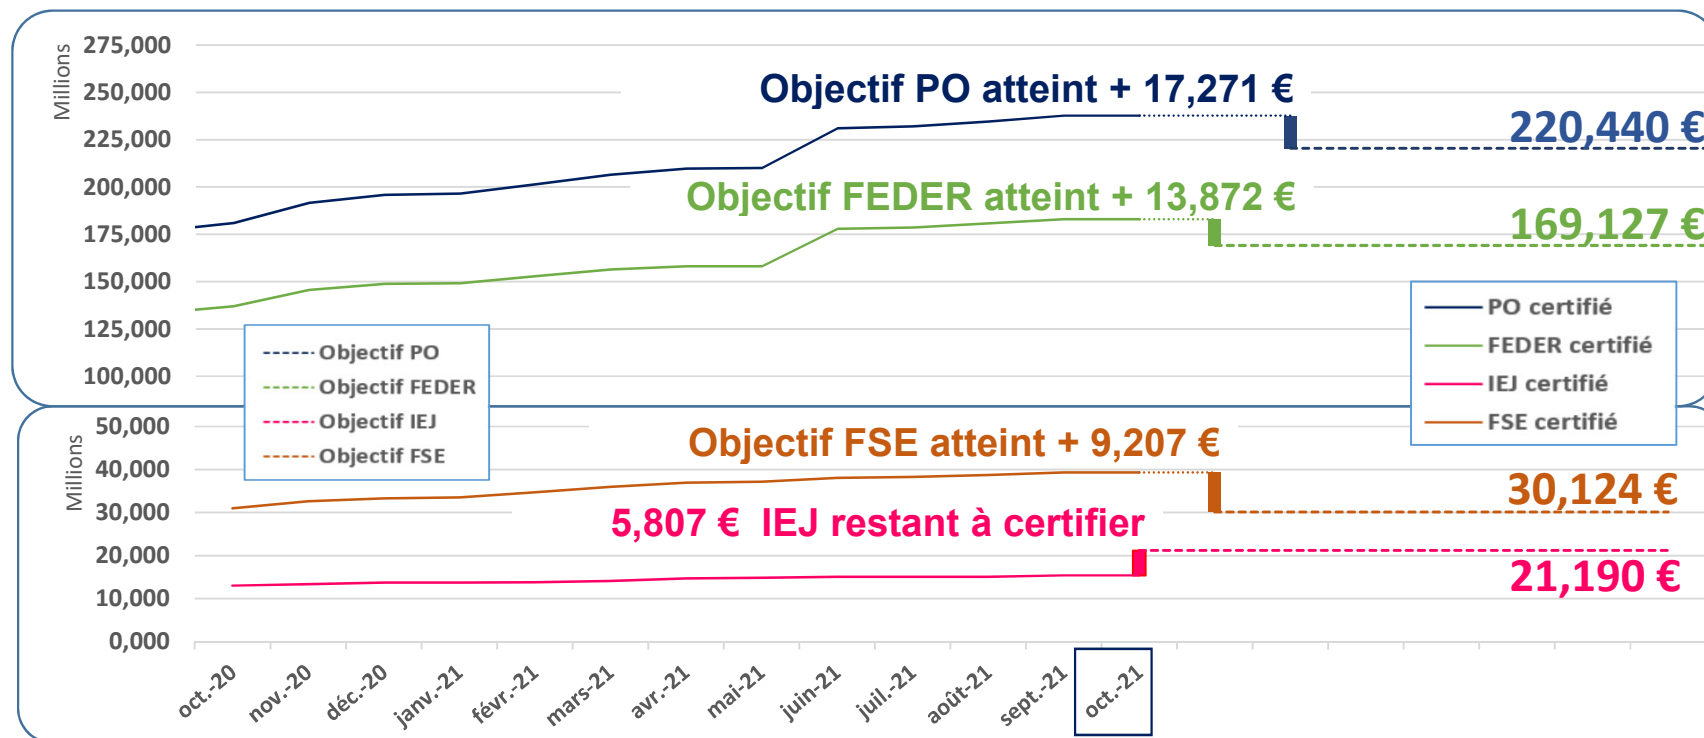 Millions
275,000
250,000
225,000
200,000
175,000
150,000
125,000
100,000
Objectif PO atteint + 17,271 €
220,440 €
Objectif FEDER atteint + 13,872 €
169,127 €
Objectif PO
Objectif FEDER
Objectif IEJ
Objectif FSE
PO certifié
FEDER certifié
IEJ certifié
FSE certifié
Millions
50,000
40,000
30,000
20,000
10,000
0,000
Objectif FSE atteint + 9,207 €
30,124 €
5,807 € IEJ restant à certifier
21,190 €
oct.-20
nov.-20
déc.-20
janv.-21
févr.-21
mars-21
avr.-21
mai-21
juin-21
juil.-21
août-21
sept.-21
oct.-21